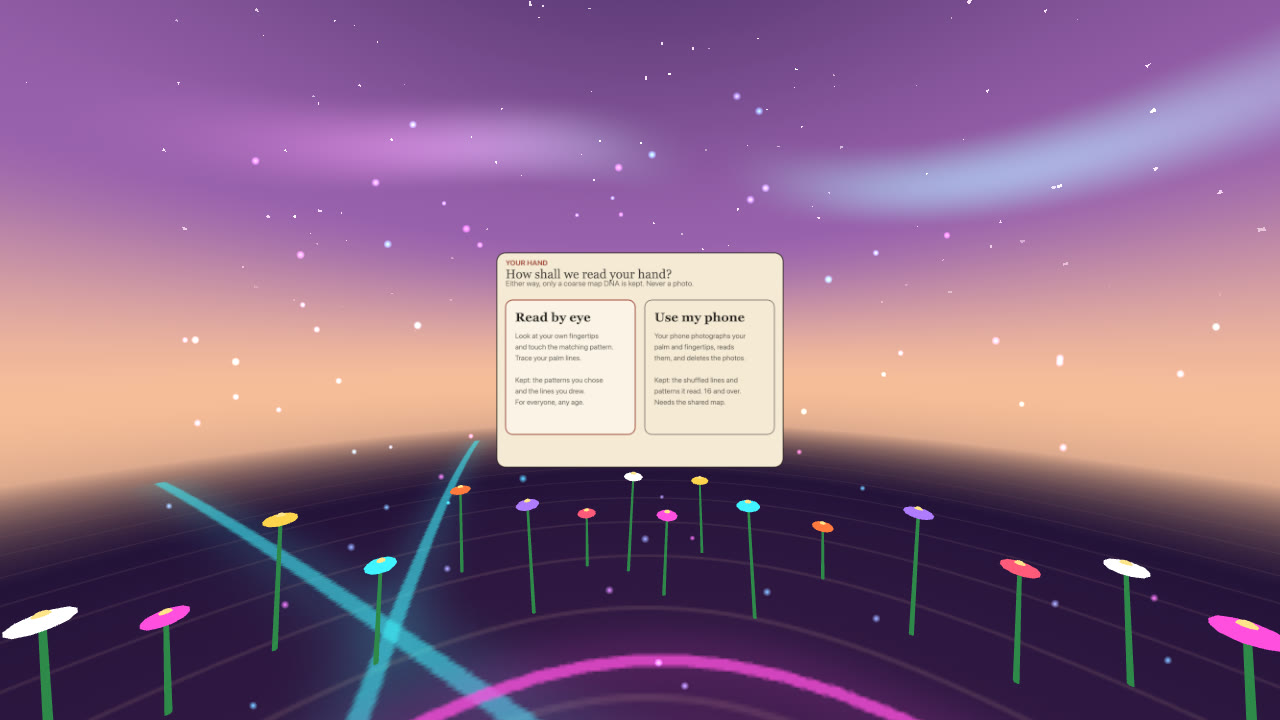 YOUR HAND
How shall we read your hand?
Either way, only a coarse map DNA is kept. Never a photo.
Read by eye
Look at your own fingertips
and touch the matching pattern.
Trace your palm lines.
Kept: the patterns you chose
and the lines you drew.
For everyone, any age.
Use my phone
Your phone photographs your
palm and fingertips, reads
them, and deletes the photos.
Kept: the shuffled lines and
patterns it read. 16 and over.
Needs the shared map.